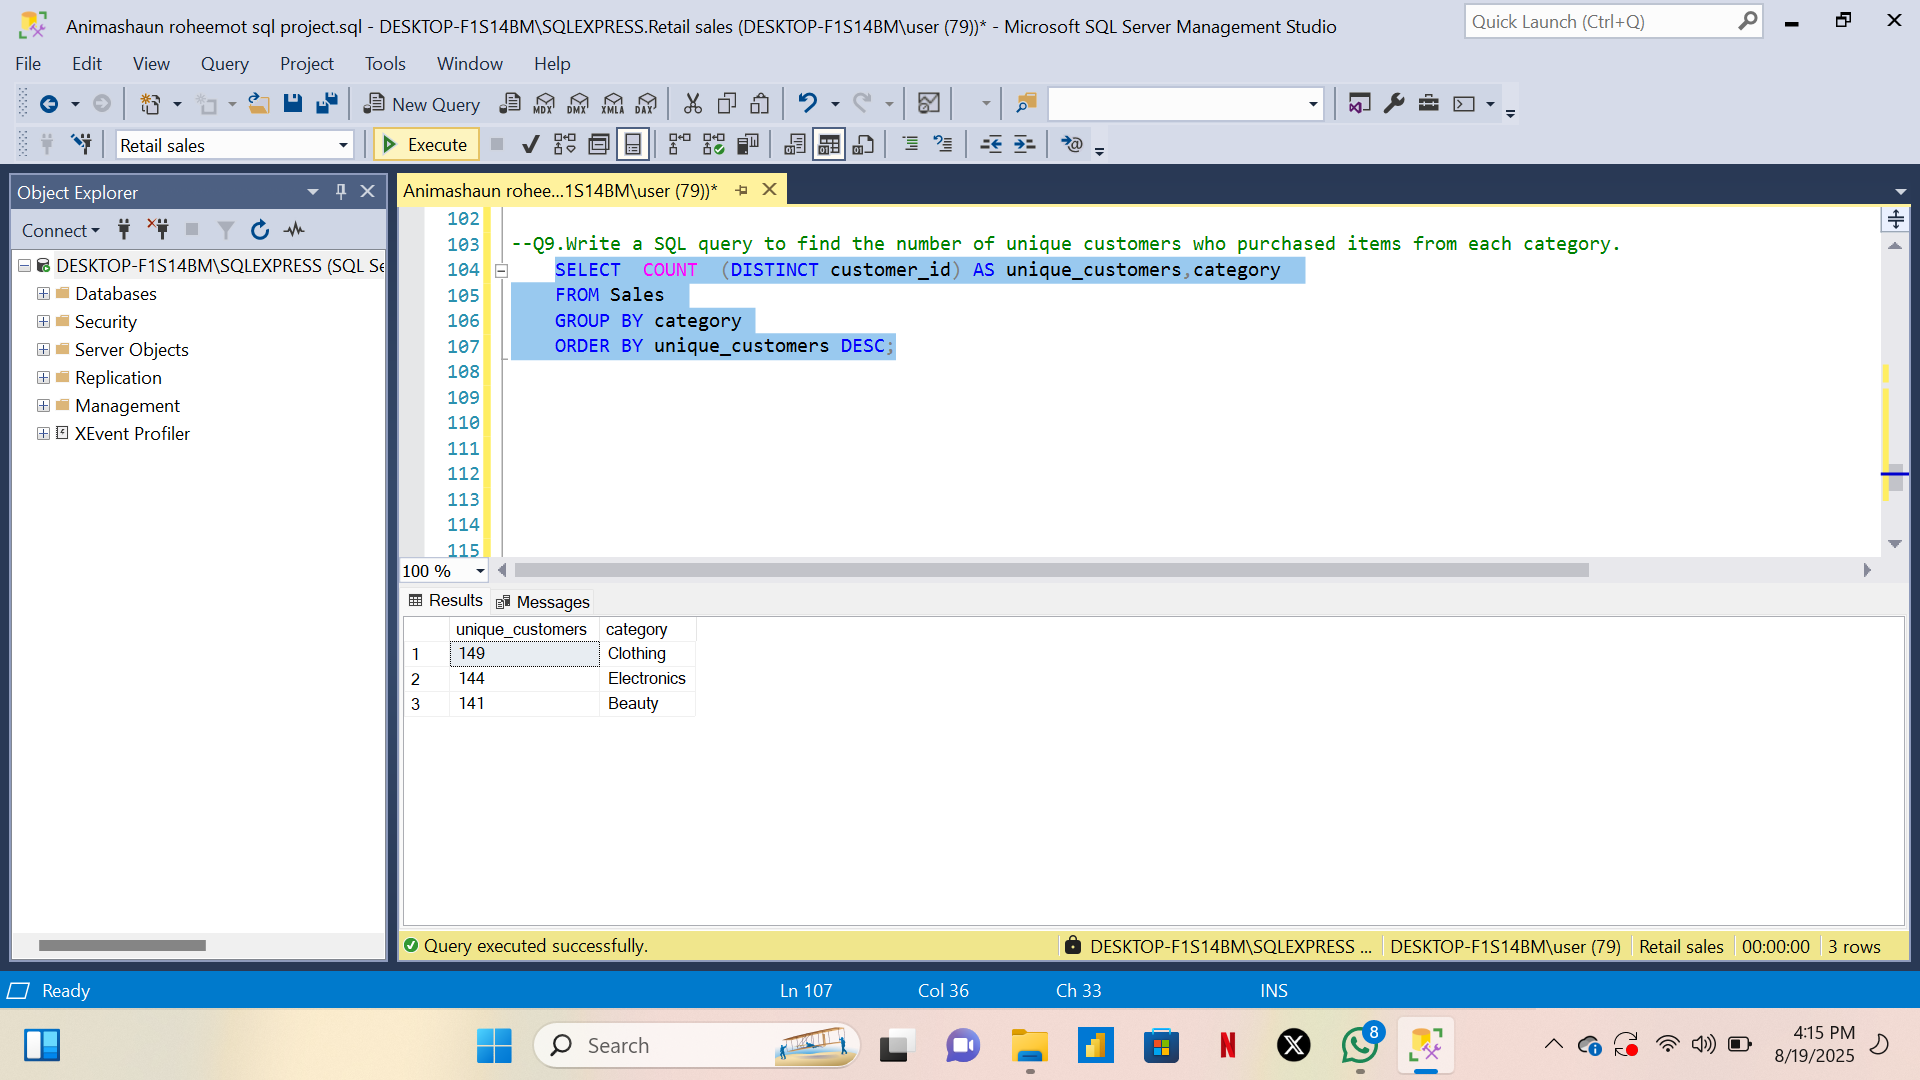 Animashaun roheemot sql project.sql - DESKTOP-F1S14BM\SQLEXPRESS.Retail sales (DESKTOP-F1S14BM\user (79))* - Microsoft SQL Server Management Studio
Quick Launch (Ctrl+Q)
File Edit View Query Project Tools Window Help
New Query MDX DMX XMLA DAX
Retail sales Execute
Object Explorer
Animashaun rohee...1S14BM\user (79))*
Connect
DESKTOP-F1S14BM\SQLEXPRESS (SQL Se
Databases
Security
Server Objects
Replication
Management
XEvent Profiler
102
103 --Q9.Write a SQL query to find the number of unique customers who purchased items from each category.
104 SELECT COUNT (DISTINCT customer_id) AS unique_customers,category
105 FROM Sales
106 GROUP BY category
107 ORDER BY unique_customers DESC;
108
109
110
111
112
113
114
115
100 %
Results Messages
unique_customers category
1 149 Clothing
2 144 Electronics
3 141 Beauty
Query executed successfully. DESKTOP-F1S14BM\SQLEXPRESS ... DESKTOP-F1S14BM\user (79) Retail sales 00:00:00 3 rows
Ready Ln 107 Col 36 Ch 33 INS
Search N X 8
4:15 PM
8/19/2025